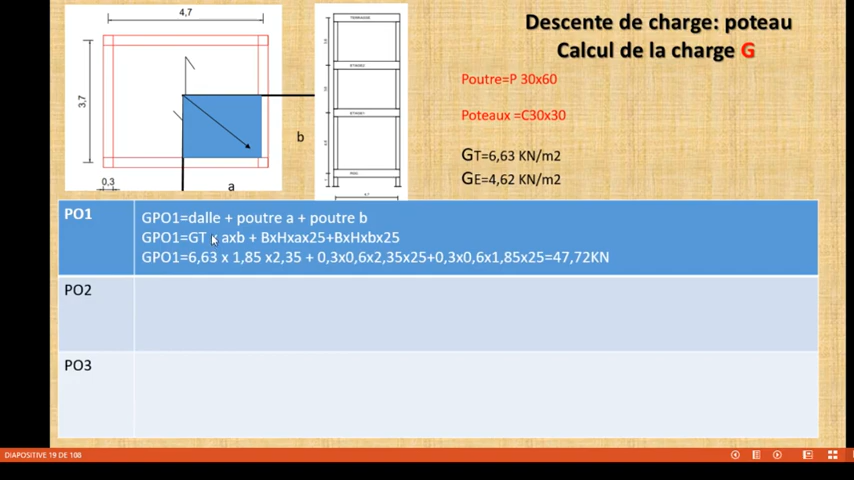 Descente de charge: poteau
Calcul de la charge G
4,7
3,7
0,3
a
b
TERRASSE
Poutre=P 30x60
Poteaux =C30x30
GT=6,63 KN/m2
GE=4,62 KN/m2
PO1
GPO1=dalle + poutre a + poutre b
GPO1=GT x axb + BxHxax25+BxHxbx25
GPO1=6,63 x 1,85 x2,35 + 0,3x0,6x2,35x25+0,3x0,6x1,85x25=47,72KN
PO2
PO3
DIAPOSITIVE 19 DE 108